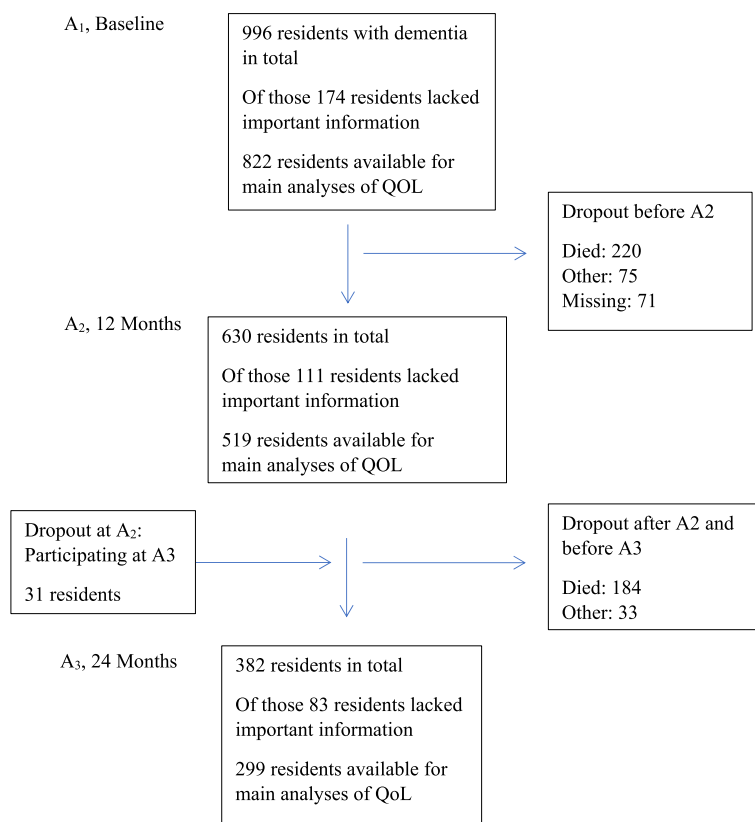 A₁, Baseline
996 residents with dementia
in total
Of those 174 residents lacked
important information
822 residents available for
main analyses of QOL
Dropout before A2
Died: 220
Other: 75
Missing: 71
A₂, 12 Months
630 residents in total
Of those 111 residents lacked
important information
519 residents available for
main analyses of QOL
Dropout at A₂:
Participating at A3
31 residents
Dropout after A2 and
before A3
Died: 184
Other: 33
A₃, 24 Months
382 residents in total
Of those 83 residents lacked
important information
299 residents available for
main analyses of QoL